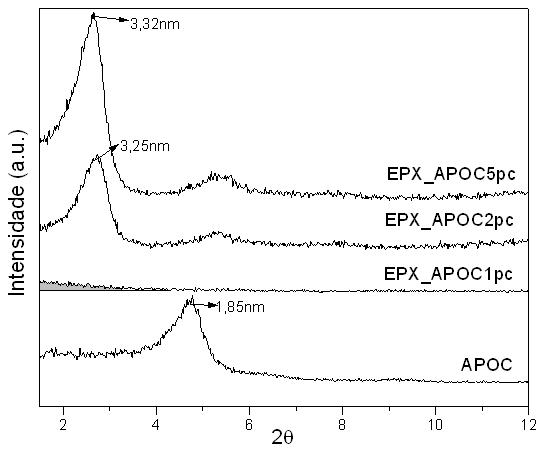 3,32nm
3,25nm
EPX_APOC5pc
EPX_APOC2pc
EPX_APOC1pc
1,85nm
APOC
Intensidade (a.u.)
2 4 6 8 10 12
2θ